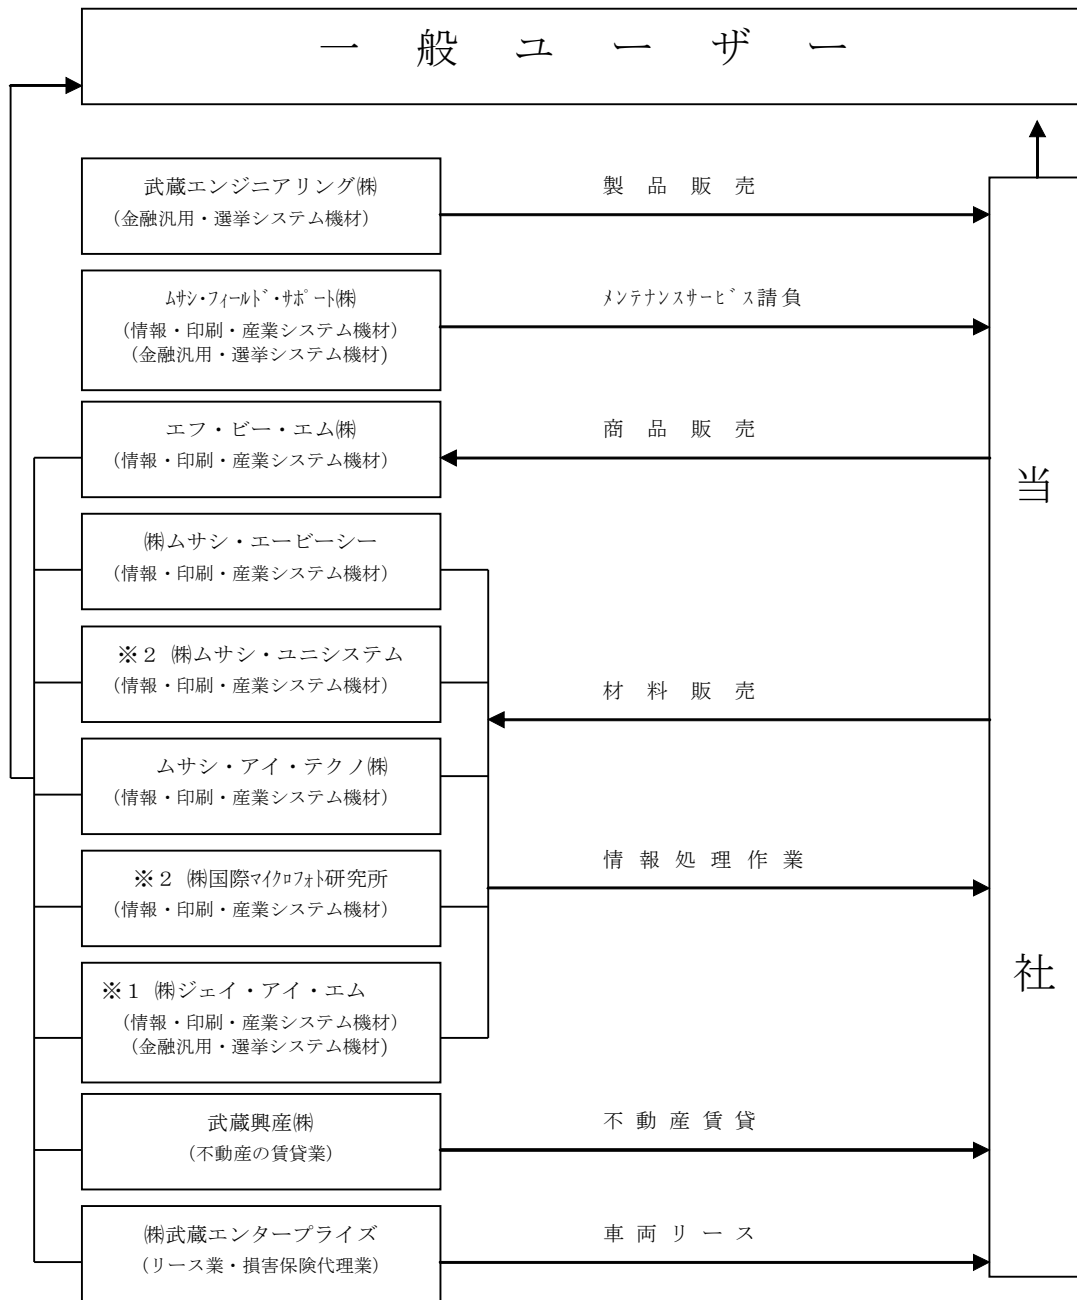 一般ユーザー
武蔵エンジニアリング㈱
（金融汎用・選挙システム機材）
製品販売
ﾑｻｼ・ﾌｨｰﾙﾄﾞ・ｻﾎﾟｰﾄ㈱
（情報・印刷・産業システム機材）
（金融汎用・選挙システム機材）
ﾒﾝﾃﾅﾝｽｻｰﾋﾞｽ請負
エフ・ビー・エム㈱
（情報・印刷・産業システム機材）
商品販売
㈱ムサシ・エービーシー
（情報・印刷・産業システム機材）
※２ ㈱ムサシ・ユニシステム
（情報・印刷・産業システム機材）
材料販売
ムサシ・アイ・テクノ㈱
（情報・印刷・産業システム機材）
※２ ㈱国際ﾏｲｸﾛﾌｫﾄ研究所
（情報・印刷・産業システム機材）
情報処理作業
※１ ㈱ジェイ・アイ・エム
（情報・印刷・産業システム機材）
（金融汎用・選挙システム機材）
武蔵興産㈱
（不動産の賃貸業）
不動産賃貸
㈱武蔵エンタープライズ
（リース業・損害保険代理業）
車両リース
当社